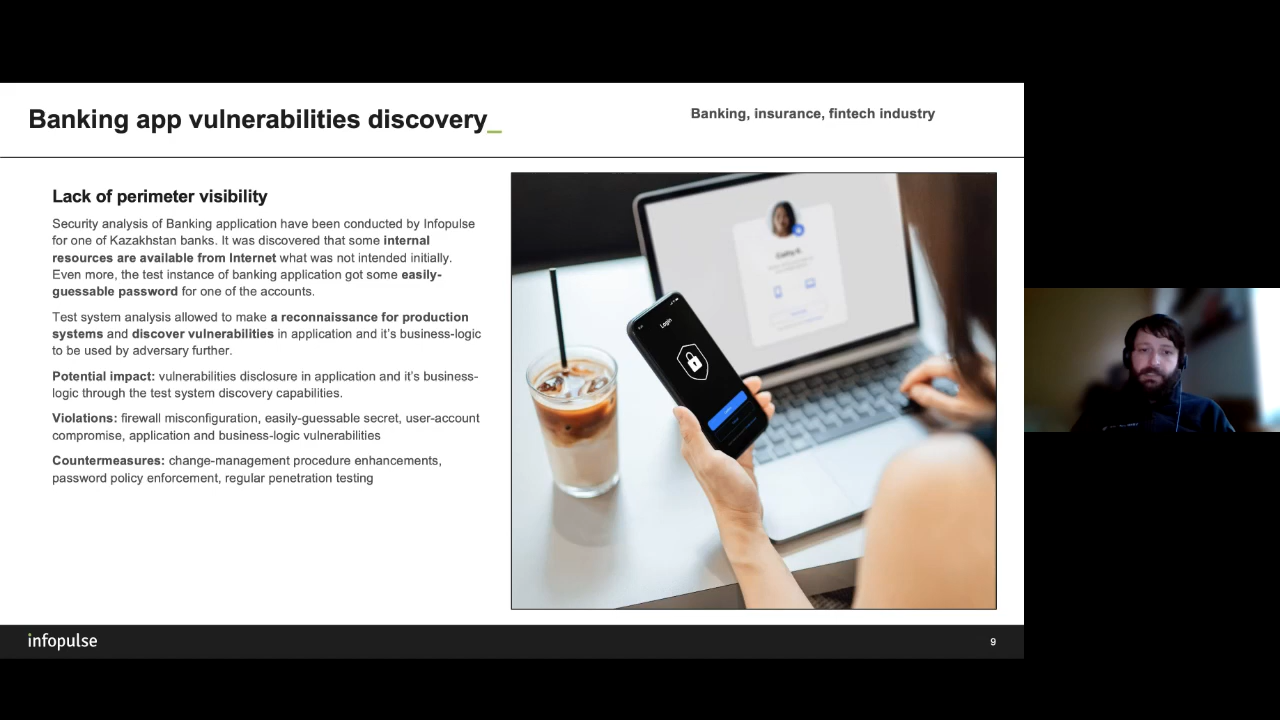 Banking app vulnerabilities discovery_
Banking, insurance, fintech industry
Lack of perimeter visibility
Security analysis of Banking application have been conducted by Infopulse
for one of Kazakhstan banks. It was discovered that some internal
resources are available from Internet what was not intended initially.
Even more, the test instance of banking application got some easily-
guessable password for one of the accounts.
Test system analysis allowed to make a reconnaissance for production
systems and discover vulnerabilities in application and it's business-logic
to be used by adversary further.
Potential impact: vulnerabilities disclosure in application and it's business-
logic through the test system discovery capabilities.
Violations: firewall misconfiguration, easily-guessable secret, user-account
compromise, application and business-logic vulnerabilities
Countermeasures: change-management procedure enhancements,
password policy enforcement, regular penetration testing
Login
infopulse
9